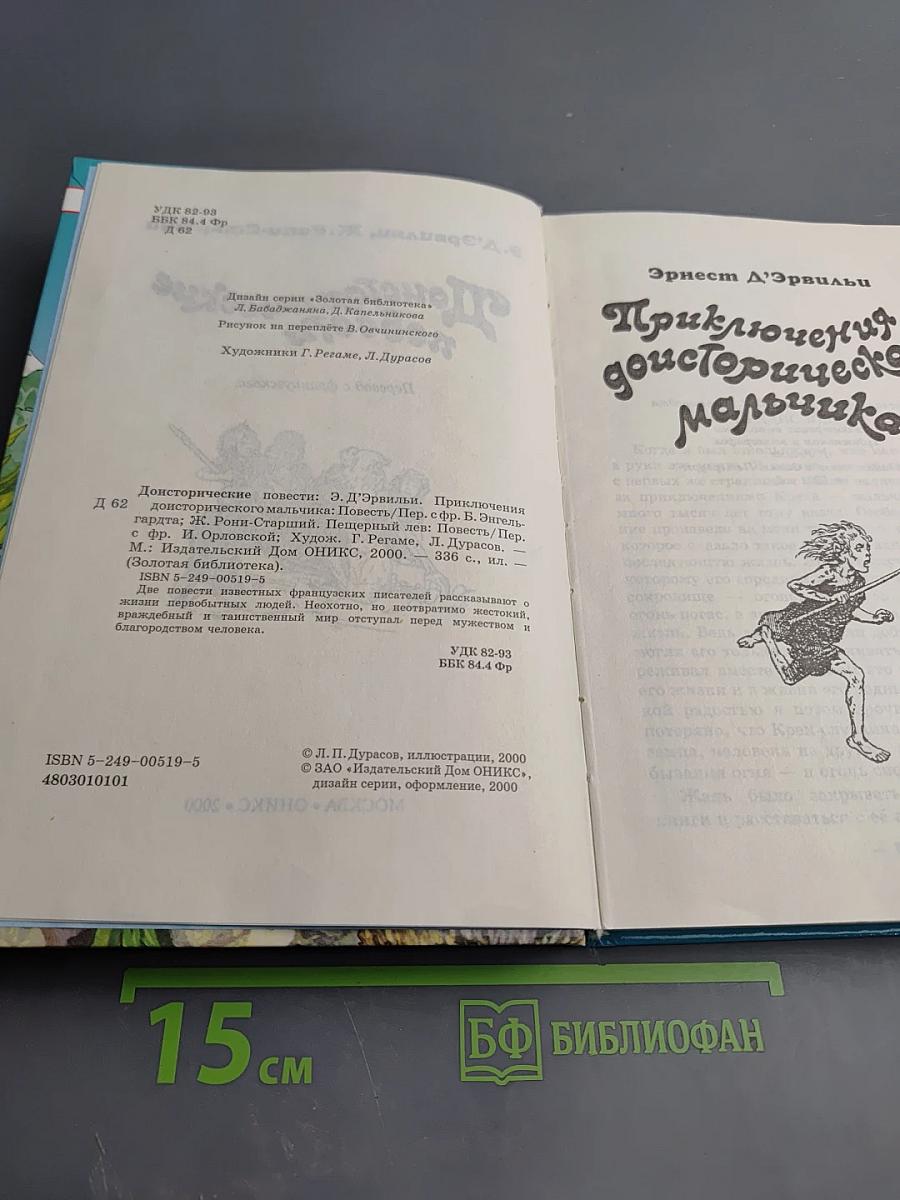 УДК 82-93
ББК 84.4 Фр
Д 62
Дизайн серии «Золотая библиотека»
Л. Бабаджаняна, Д. Капельникова
Рисунок на переплёте В. Овчининского
Художники Г. Регаме, Л. Дурасов
Доисторические повести: Э. Д'Эрвильи. Приключения
Д 62 доисторического мальчика: Повесть/Пер. с фр. Б. Энгель-
гардта; Ж. Рони-Старший. Пещерный лев: Повесть/Пер.
с фр. И. Орловской; Худож. Г. Регаме, Л. Дурасов. —
М.: Издательский Дом ОНИКС, 2000. — 336 с., ил. —
(Золотая библиотека).
ISBN 5-249-00519-5
Две повести известных французских писателей рассказывают о
жизни первобытных людей. Неохотно, но неотвратимо жестокий,
враждебный и таинственный мир отступал перед мужеством и
благородством человека.
УДК 82-93
ББК 84.4 Фр
ISBN 5-249-00519-5
4803010101
© Л. П. Дурасов, иллюстрации, 2000
© ЗАО «Издательский Дом ОНИКС»,
дизайн серии, оформление, 2000
Эрнест Д'Эрвильи
Приключения
доисторическо
мальчика
15 см
БФ БИБЛИОФАН